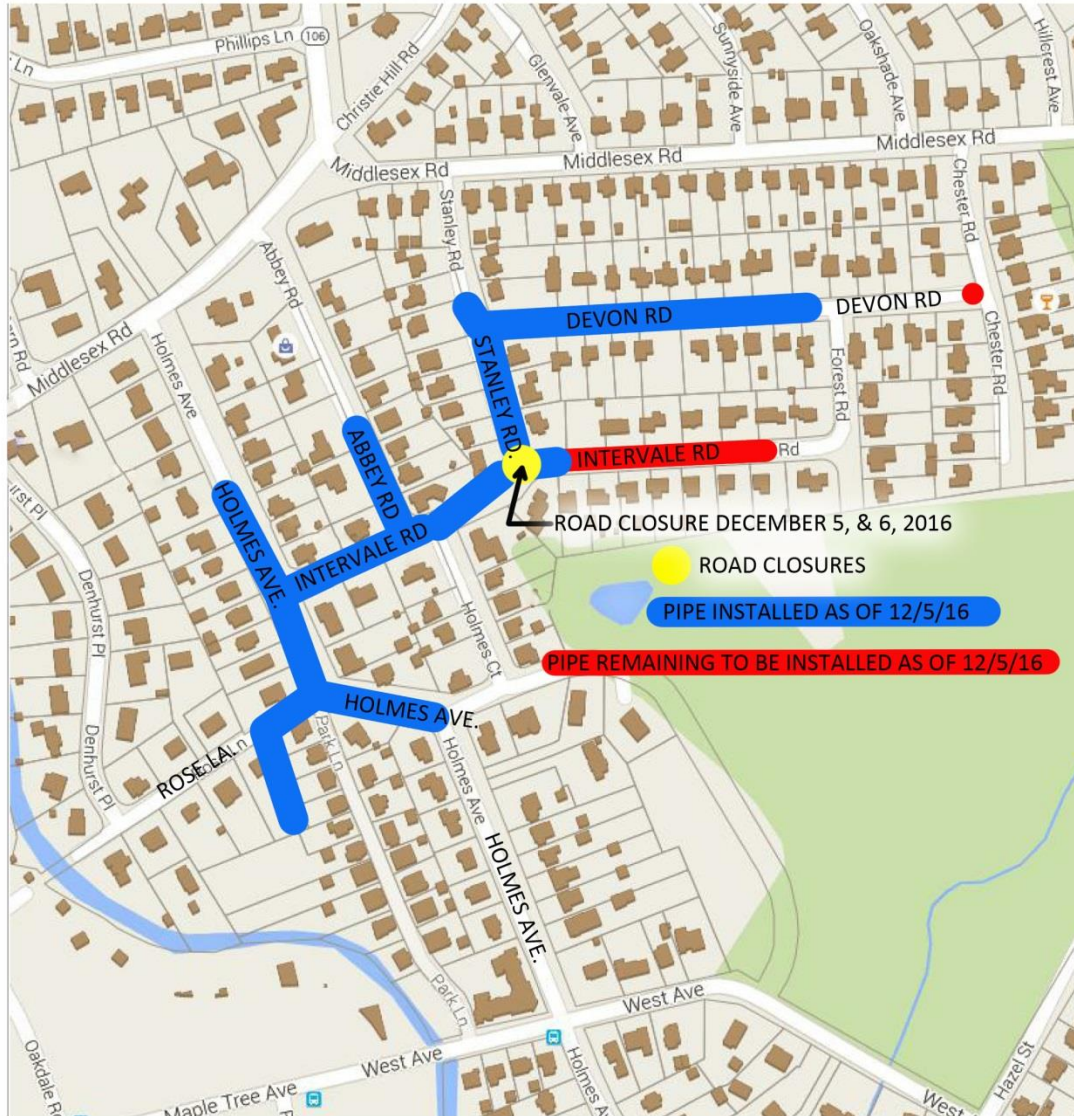 Phillips Ln
106
Ln
Christie Hill Rd
Glenvale Ave
Sunnyside Ave
Oakshade Ave
Hillcrest Ave
Middlesex Rd
Middlesex Rd
Middlesex Rd
Stanley Rd
Chester Rd
Abbey Rd
DEVON RD
DEVON RD
Middlesex Rd
Holmes Ave
STANLEY RD.
Forest Rd
Chester Rd
ABBEY RD
INTERVALE RD
Rd
HOLMES AVE.
INTERVALE RD
ROAD CLOSURE DECEMBER 5, & 6, 2016
ROAD CLOSURES
Denhurst Pl
PIPE INSTALLED AS OF 12/5/16
Holmes Ct
PIPE REMAINING TO BE INSTALLED AS OF 12/5/16
HOLMES AVE.
Denhurst Pl
ROSE LA.
Ln
Park Ln
Holmes Ave
HOLMES AVE.
Park Ln
West Ave
West Ave
Holmes Ave
West
Hazel St
Oakdale
Maple Tree Ave